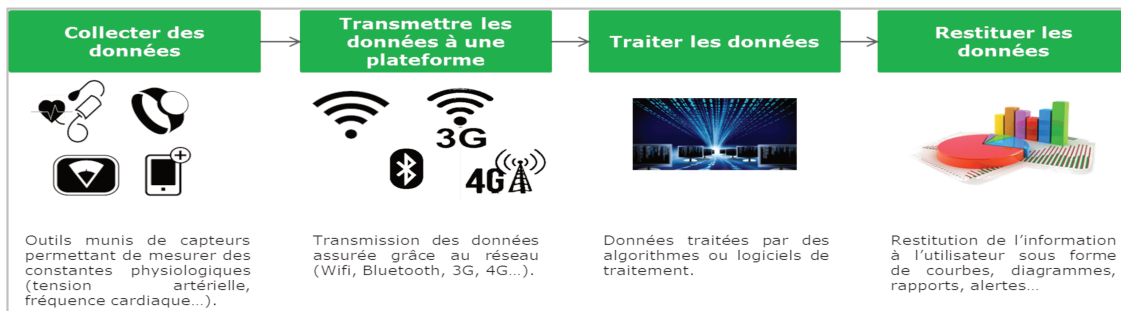 Collecter des
données
Transmettre les
données à une
plateforme
Traiter les données
Restituer les
données
3G
4G
Outils munis de capteurs
permettant de mesurer des
constantes physiologiques
(tension artérielle,
fréquence cardiaque...).
Transmission des données
assurée grâce au réseau
(Wifi, Bluetooth, 3G, 4G...).
Données traitées par des
algorithmes ou logiciels de
traitement.
Restitution de l'information
à l'utilisateur sous forme
de courbes, diagrammes,
rapports, alertes...